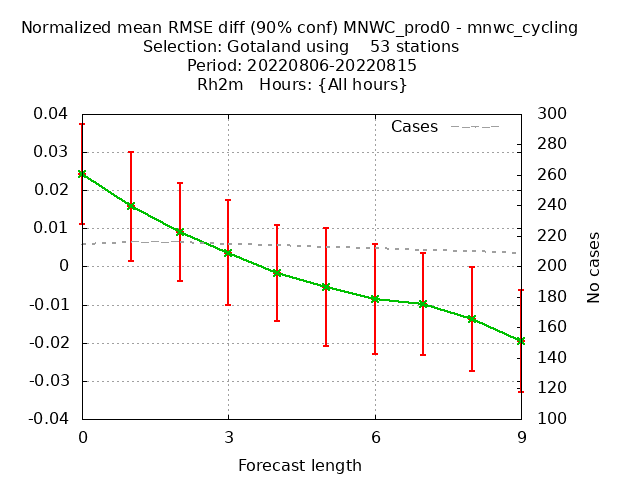 Normalized mean RMSE diff (90% conf) MNWC_prod0 - mnwc_cycling
Selection: Gotaland using    53 stations
Period: 20220806-20220815
Rh2m   Hours: {All hours}
Cases
0.04
0.03
0.02
0.01
0
-0.01
-0.02
-0.03
-0.04
300
280
260
240
220
200
180
160
140
120
100
No cases
0 3 6 9
Forecast length